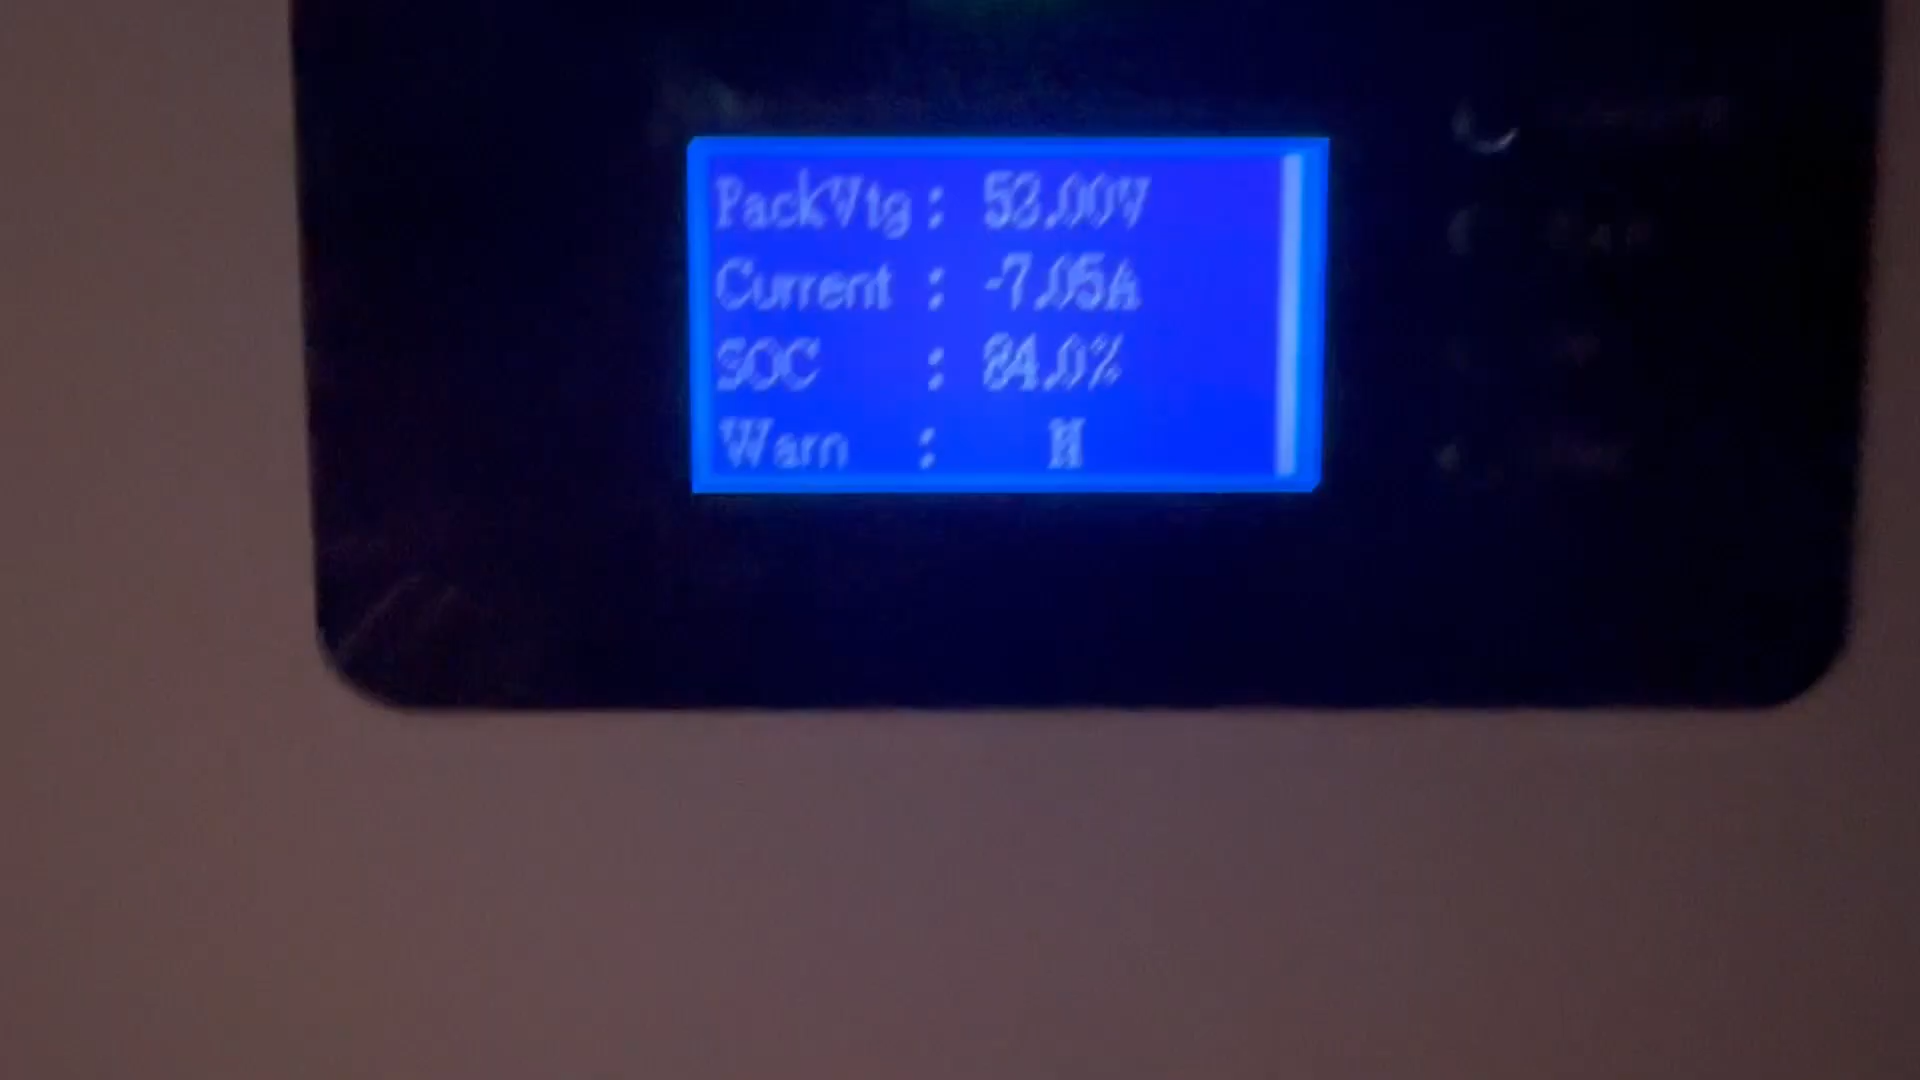 PackVtg: 53.00V
Current : -7.05A
SOC : 84.0%
Warn : N